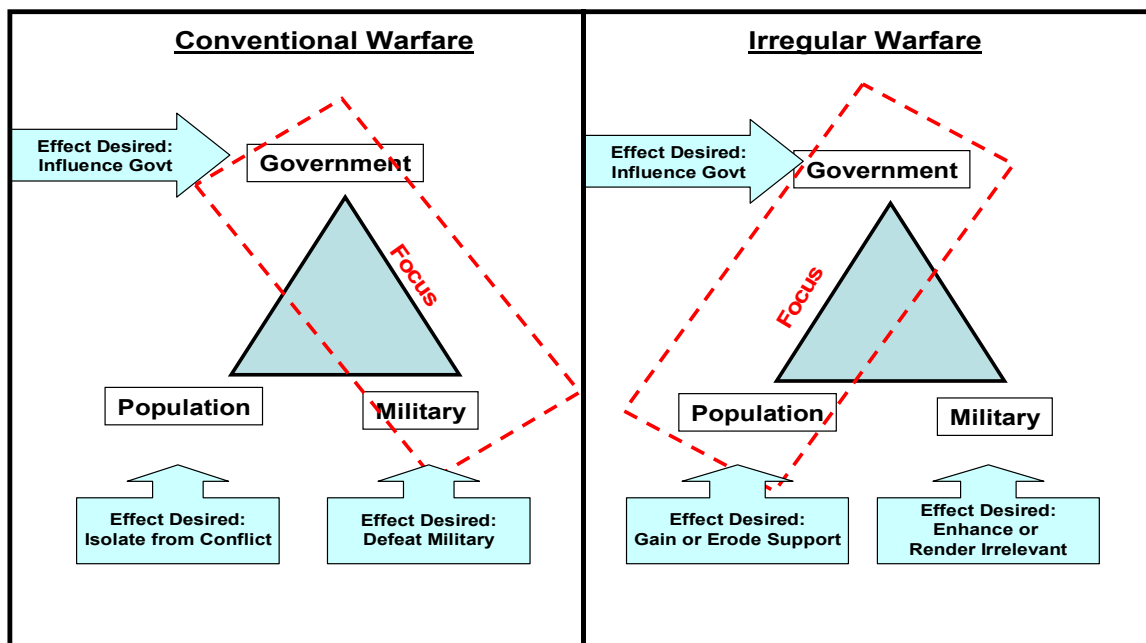 Conventional Warfare
Effect Desired:
Influence Govt
Government
Focus
Population
Military
Effect Desired:
Isolate from Conflict
Effect Desired:
Defeat Military
Irregular Warfare
Effect Desired:
Influence Govt
Government
Focus
Population
Military
Effect Desired:
Gain or Erode Support
Effect Desired:
Enhance or
Render Irrelevant